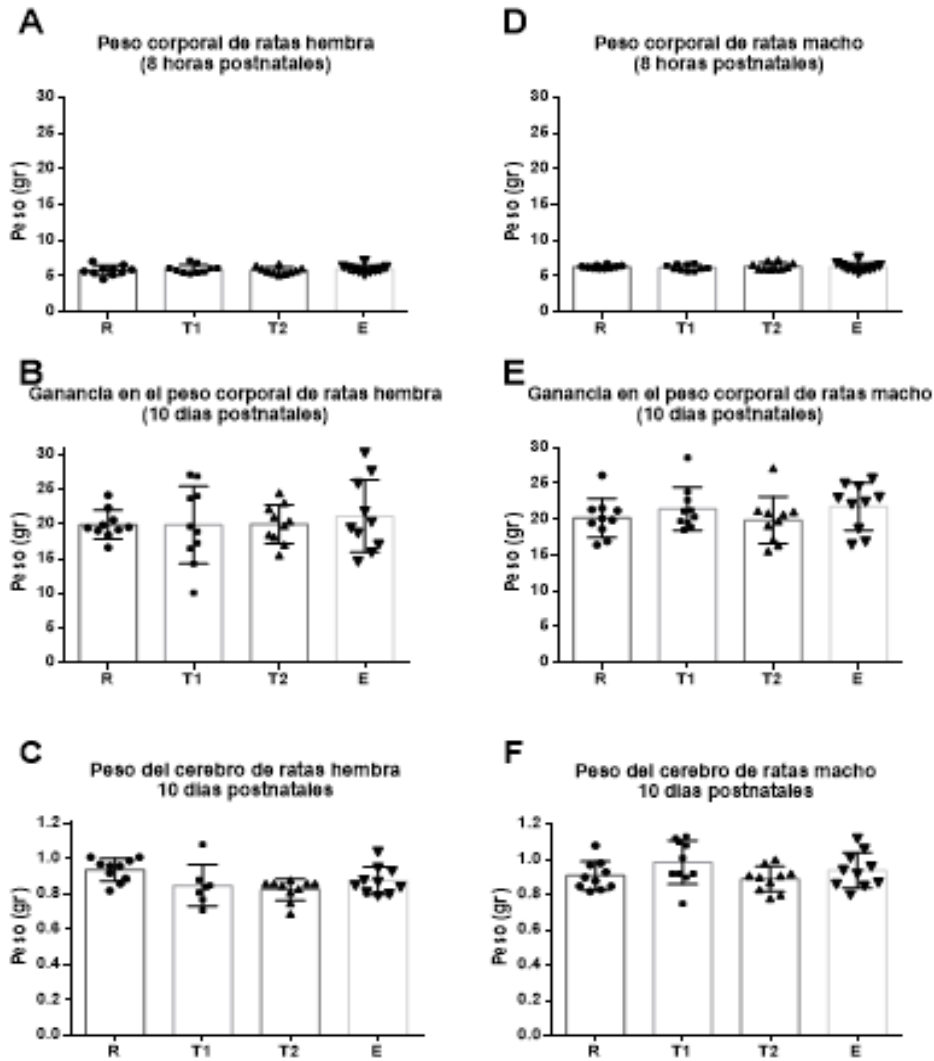 A
Peso corporal de ratas hembra
(8 horas postnatales)
30
25
20
15
10
5
0
Peso (gr)
R T1 T2 E
D
Peso corporal de ratas macho
(8 horas postnatales)
30
25
20
15
10
5
0
Peso (gr)
R T1 T2 E
B
Ganancia en el peso corporal de ratas hembra
(10 dias postnatales)
30
25
20
15
10
5
0
Peso (gr)
R T1 T2 E
E
Ganancia en el peso corporal de ratas macho
(10 dias postnatales)
30
25
20
15
10
5
0
Peso (gr)
R T1 T2 E
C
Peso del cerebro de ratas hembra
10 dias postnatales
1.2
1.0
0.8
0.6
0.4
0.2
0.0
Peso (gr)
R T1 T2 E
F
Peso del cerebro de ratas macho
10 dias postnatales
1.2
1.0
0.8
0.6
0.4
0.2
0.0
Peso (gr)
R T1 T2 E